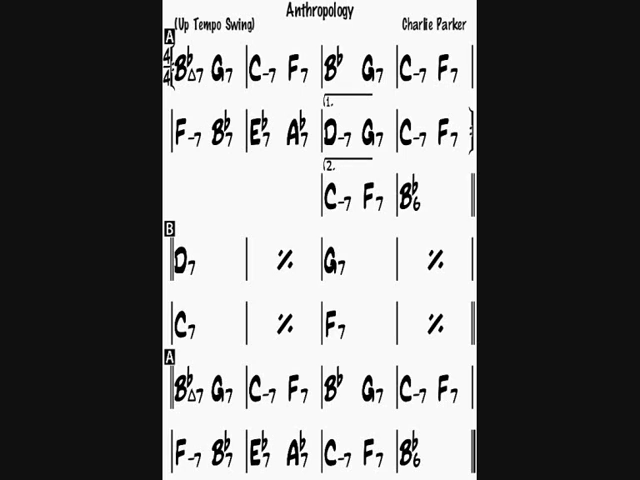 Anthropology
(Up Tempo Swing) Charlie Parker
A
4/4 B♭△7 G7 | C-7 F7 | B♭ G7 | C-7 F7 |
1.
F-7 B♭7 | E♭7 A♭7 | D-7 G7 | C-7 F7
2.
C-7 F7 | B♭6
B
D7 | 𝄎 | G7 | 𝄎
C7 | 𝄎 | F7 | 𝄎
A
B♭△7 G7 | C-7 F7 | B♭ G7 | C-7 F7 |
F-7 B♭7 | E♭7 A♭7 | C-7 F7 | B♭6